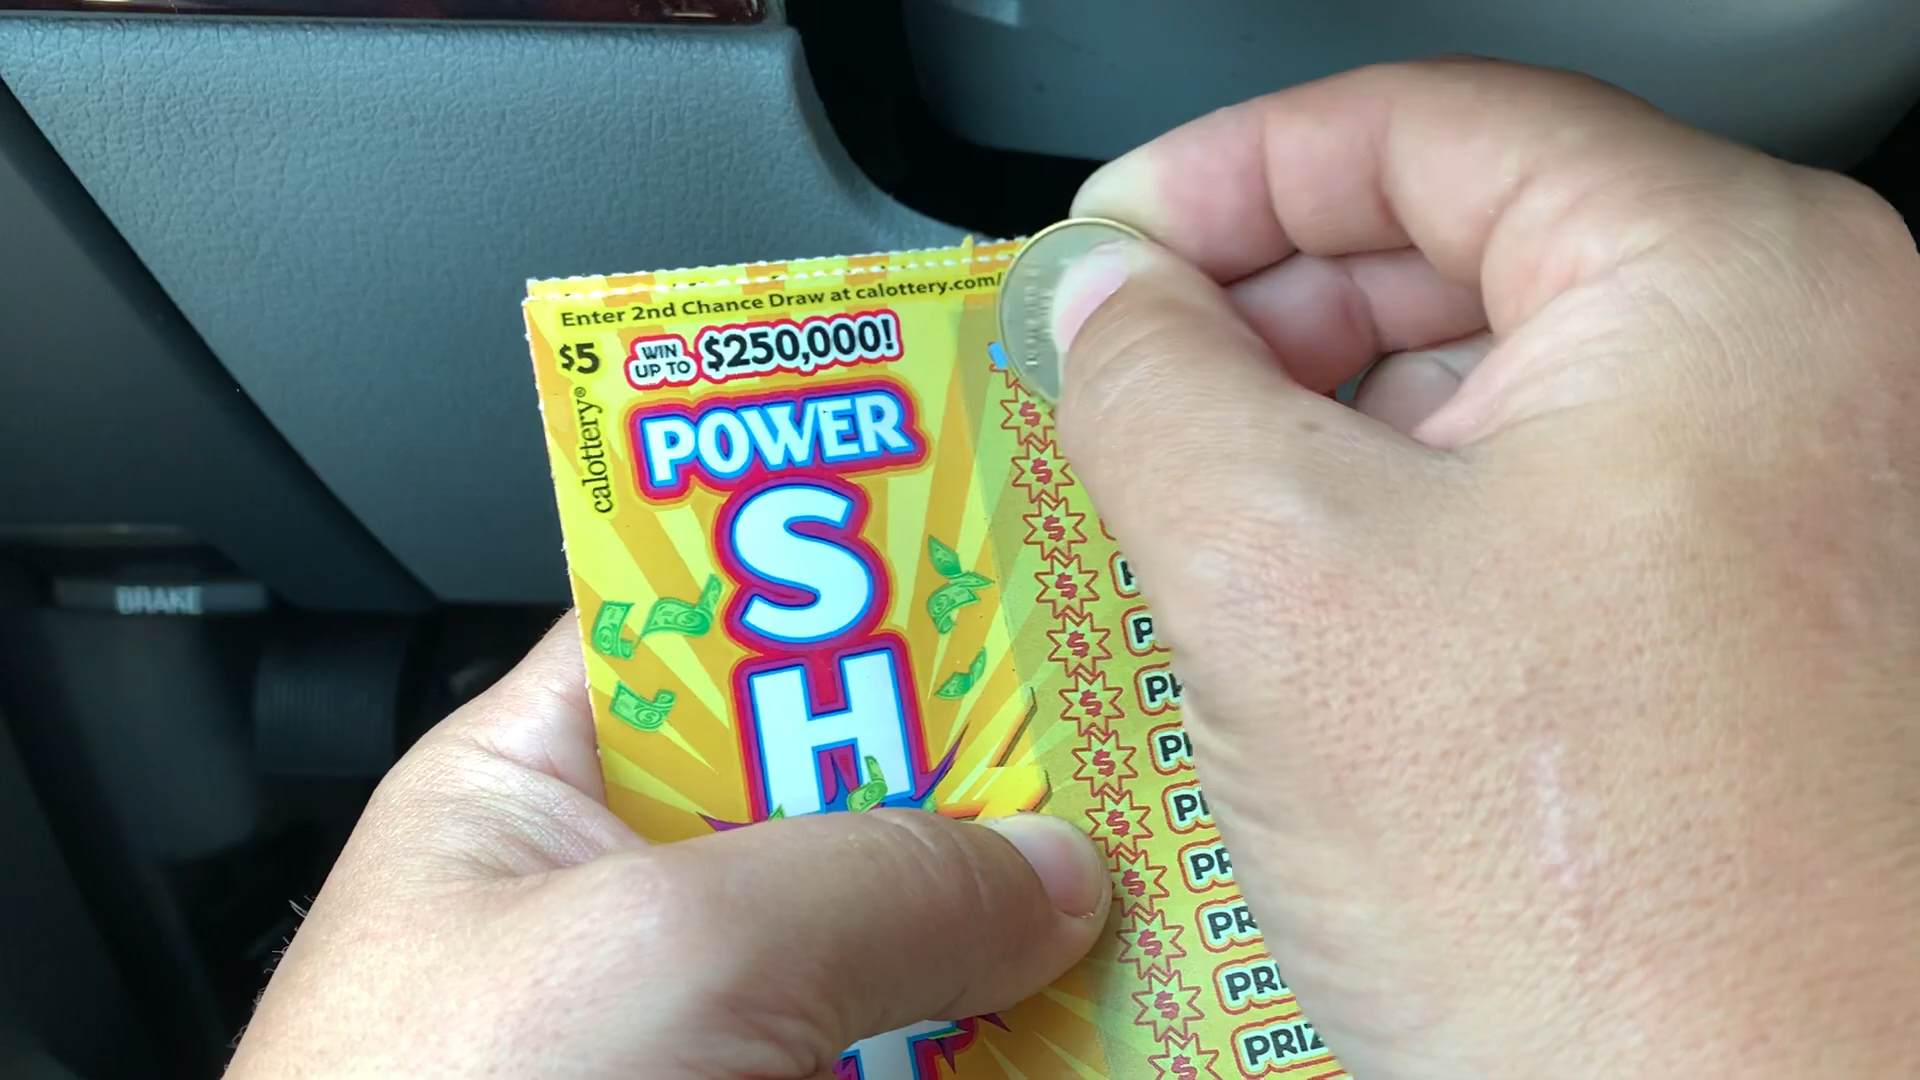 Enter 2nd Chance Draw at calottery.com/
$5
WIN UP TO $250,000!
calottery®
POWER
S
H
BRAKE